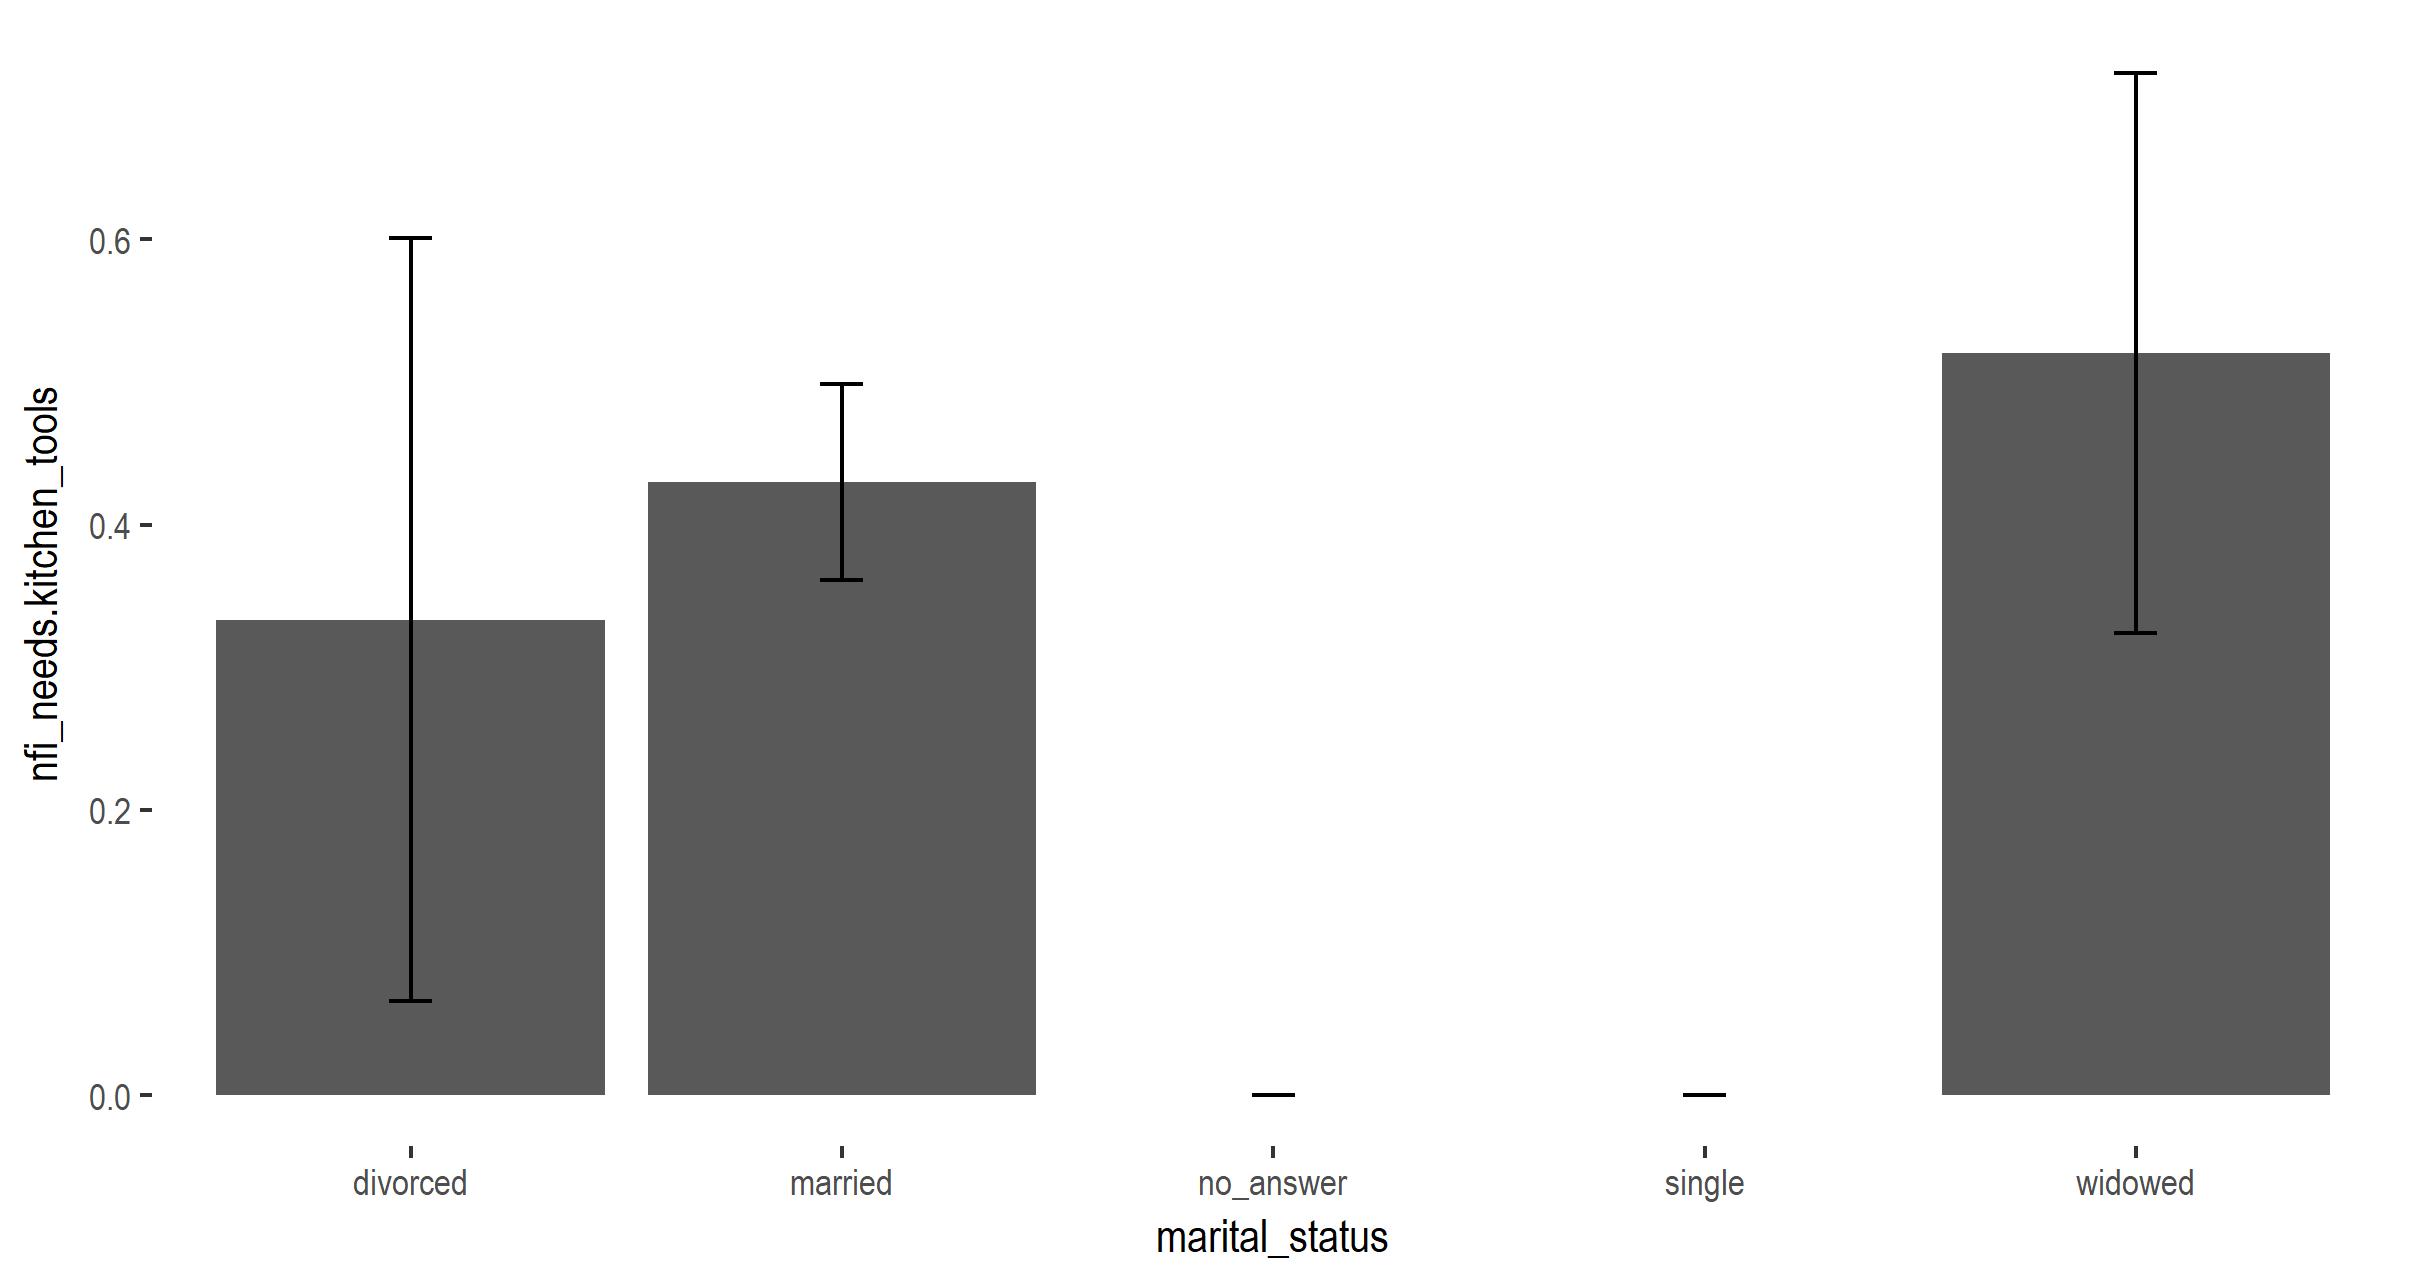 nfi_needs.kitchen_tools
0.6
0.4
0.2
0.0
divorced married no_answer single widowed
marital_status